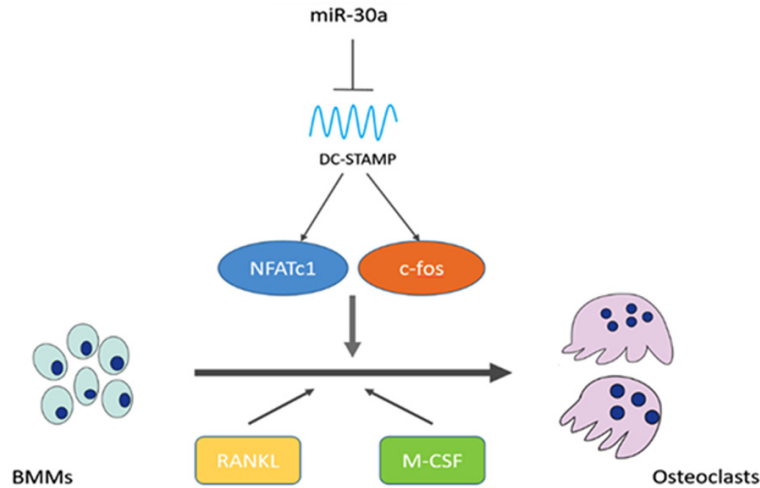 miR-30a
DC-STAMP
NFATc1
c-fos
RANKL
M-CSF
BMMs
Osteoclasts